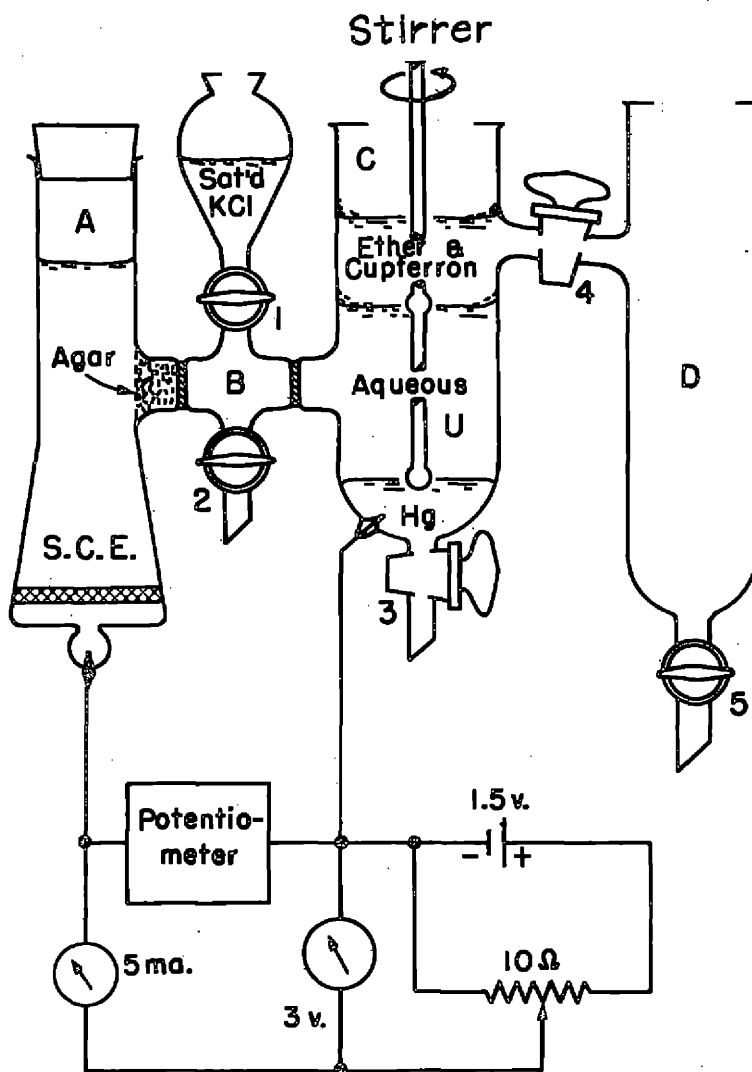 Stirrer
C
A
Sat'd
KCl
Ether &
Cupferron
1
4
Agar
B
Aqueous
D
U
2
Hg
S.C.E.
3
5
1.5 v.
Potentio-
meter
- +
5 ma.
10 Ω
3 v.